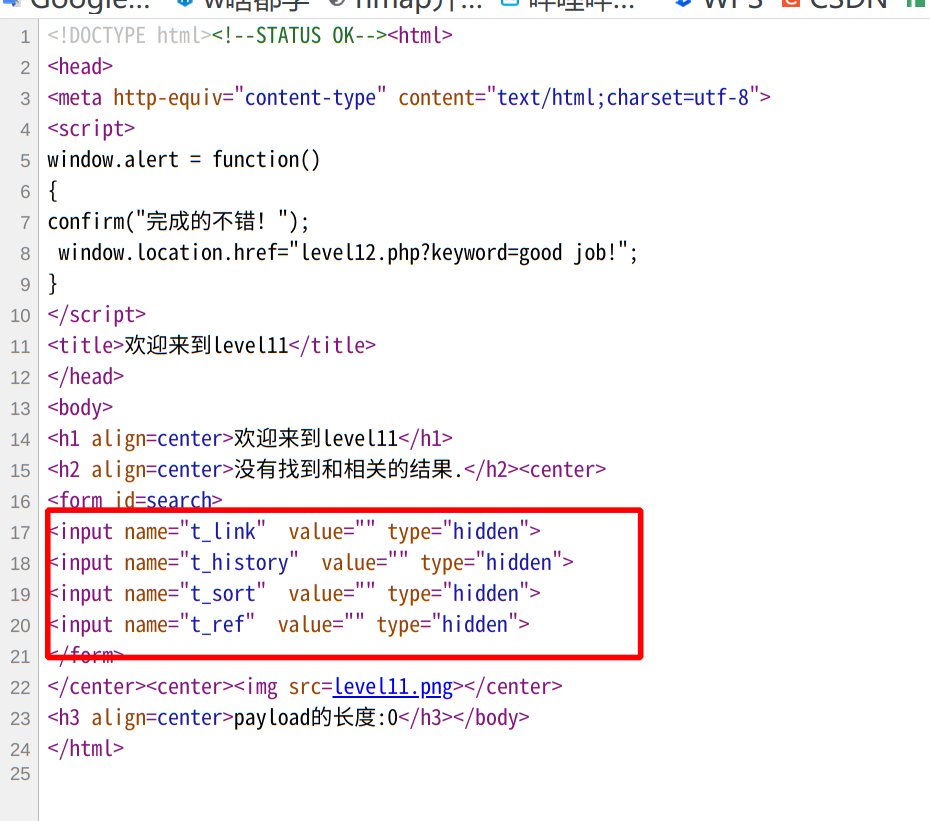 Google... w啥都学 nmap开... 哔哩哔... WPS CSDN
1 <!DOCTYPE html><!--STATUS OK--><html>
2 <head>
3 <meta http-equiv="content-type" content="text/html;charset=utf-8">
4 <script>
5 window.alert = function()
6 {
7 confirm("完成的不错！");
8  window.location.href="level12.php?keyword=good job!";
9 }
10 </script>
11 <title>欢迎来到level11</title>
12 </head>
13 <body>
14 <h1 align=center>欢迎来到level11</h1>
15 <h2 align=center>没有找到和相关的结果.</h2><center>
16 <form id=search>
17 <input name="t_link"  value="" type="hidden">
18 <input name="t_history"  value="" type="hidden">
19 <input name="t_sort"  value="" type="hidden">
20 <input name="t_ref"  value="" type="hidden">
21 </form>
22 </center><center><img src=level11.png></center>
23 <h3 align=center>payload的长度:0</h3></body>
24 </html>
25